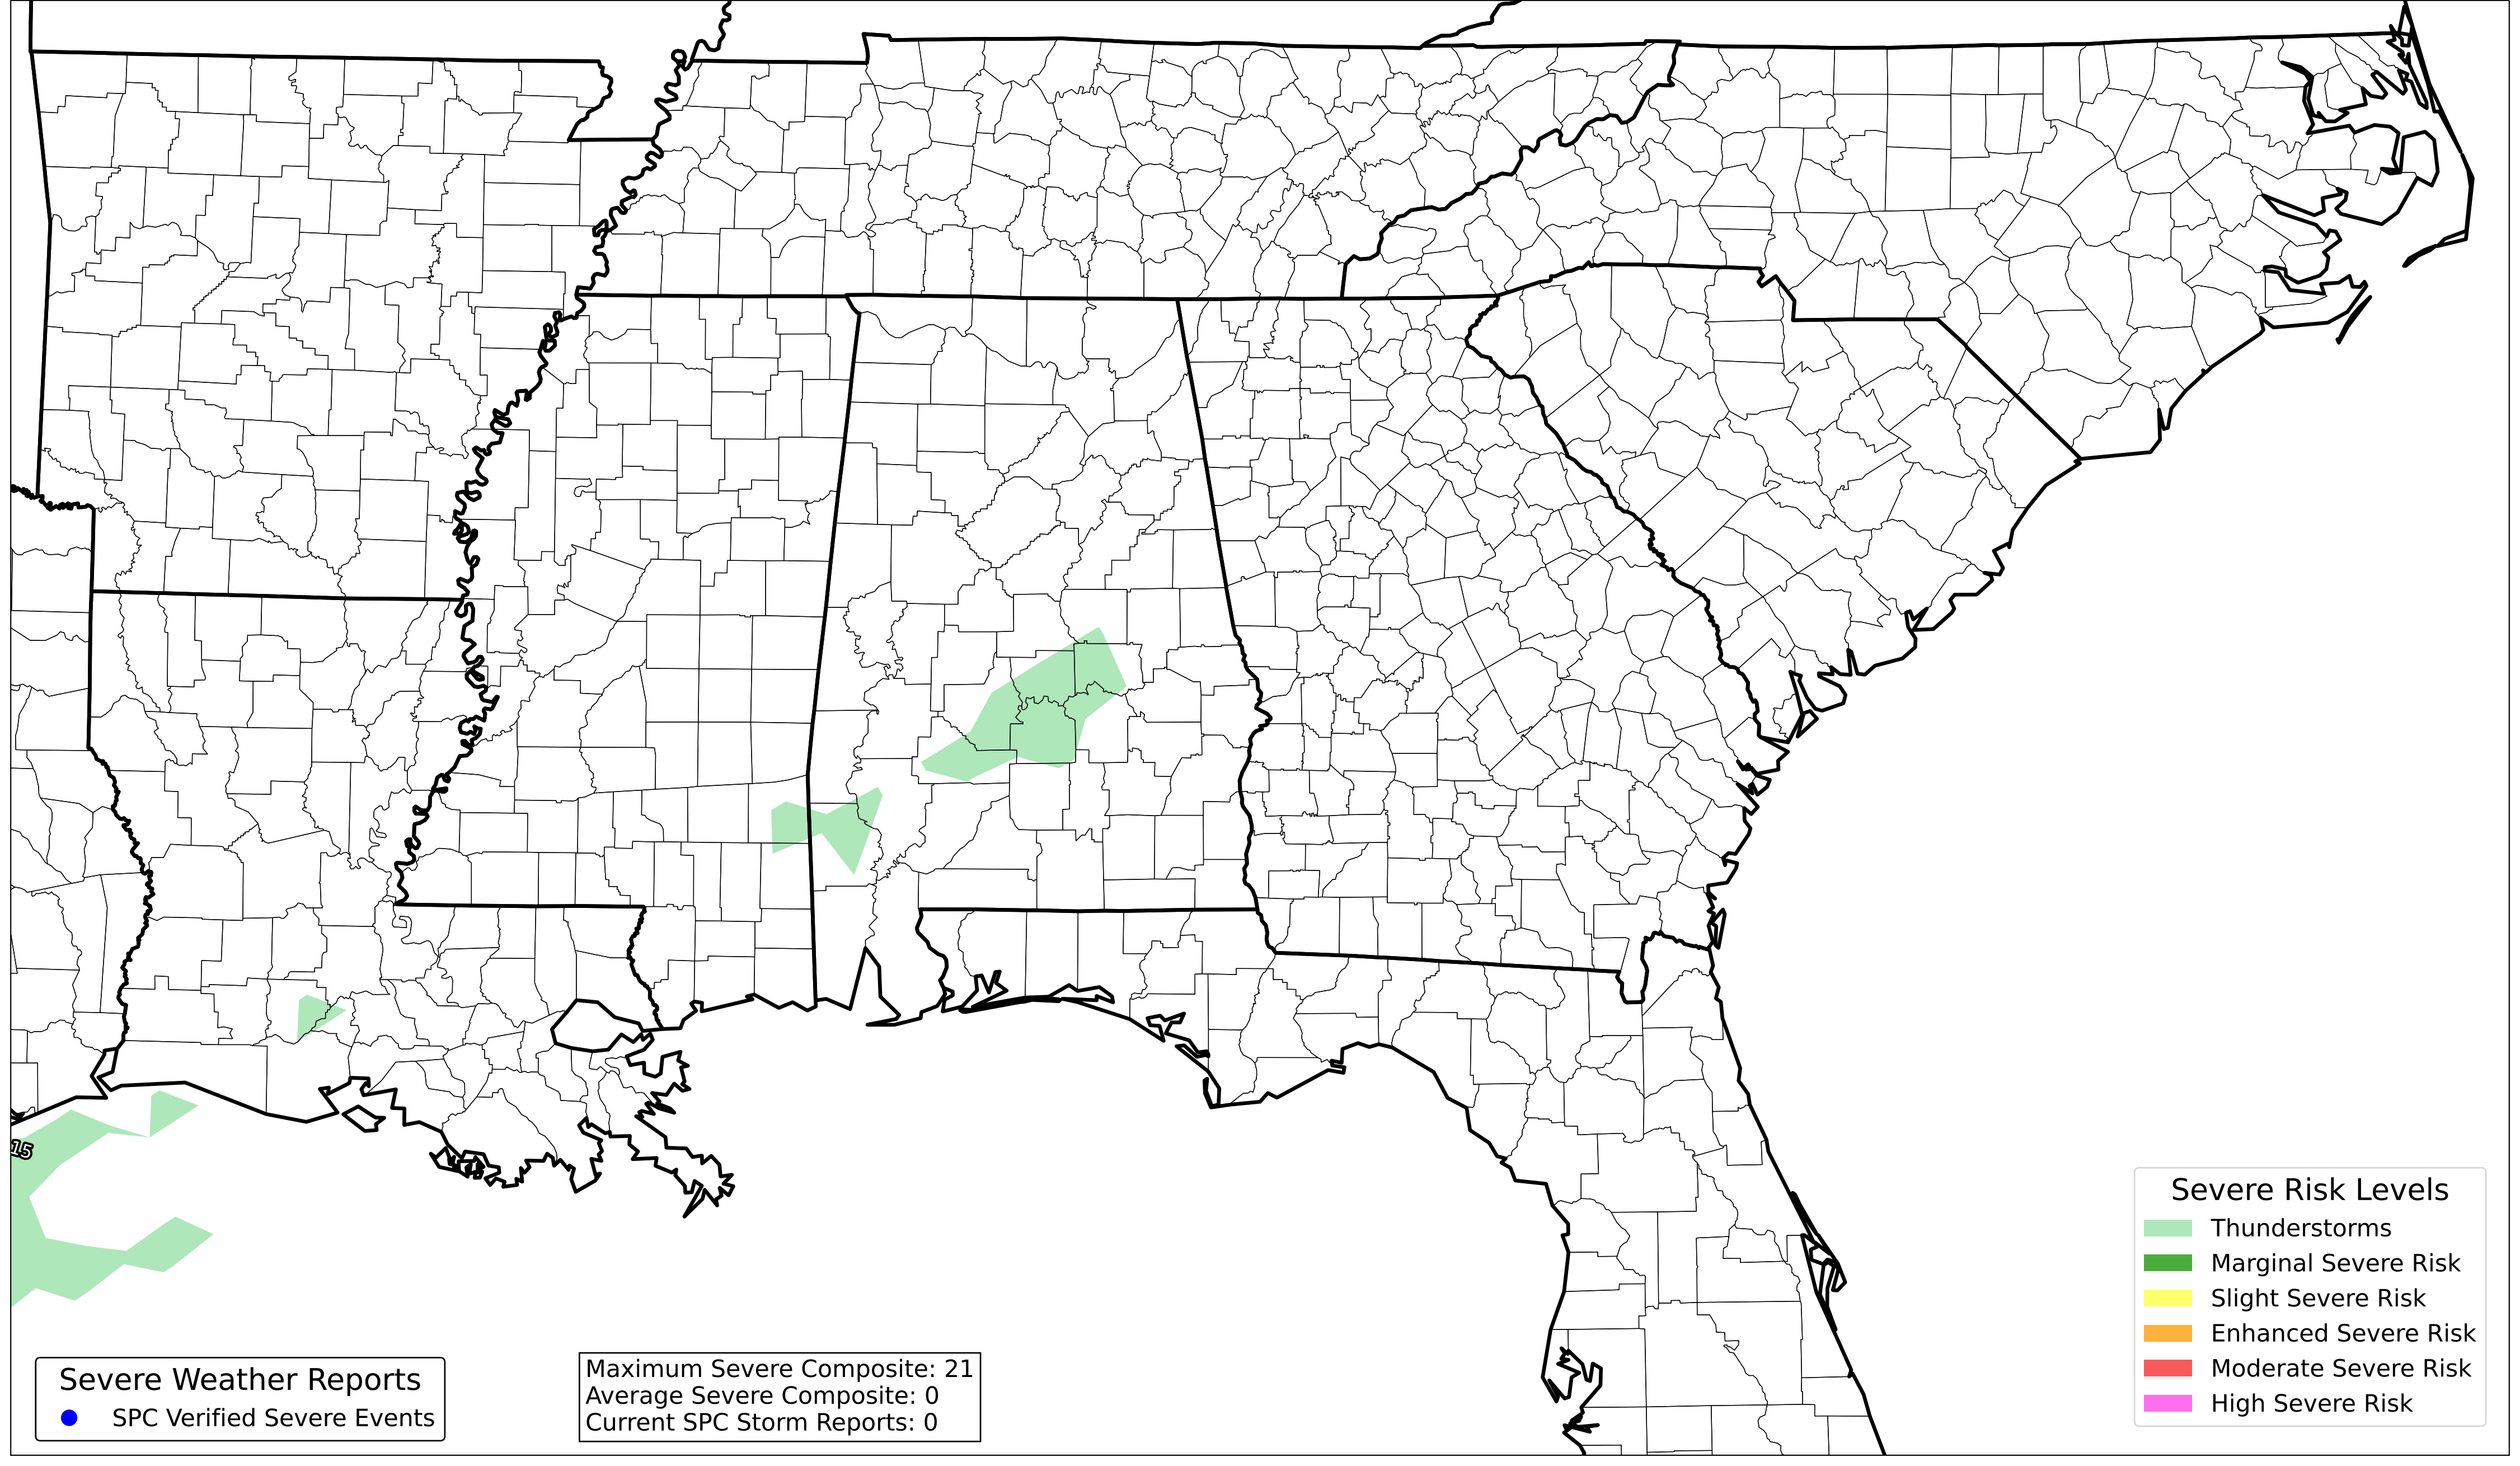 15
Severe Weather Reports
SPC Verified Severe Events
Maximum Severe Composite: 21
Average Severe Composite: 0
Current SPC Storm Reports: 0
Severe Risk Levels
Thunderstorms
Marginal Severe Risk
Slight Severe Risk
Enhanced Severe Risk
Moderate Severe Risk
High Severe Risk